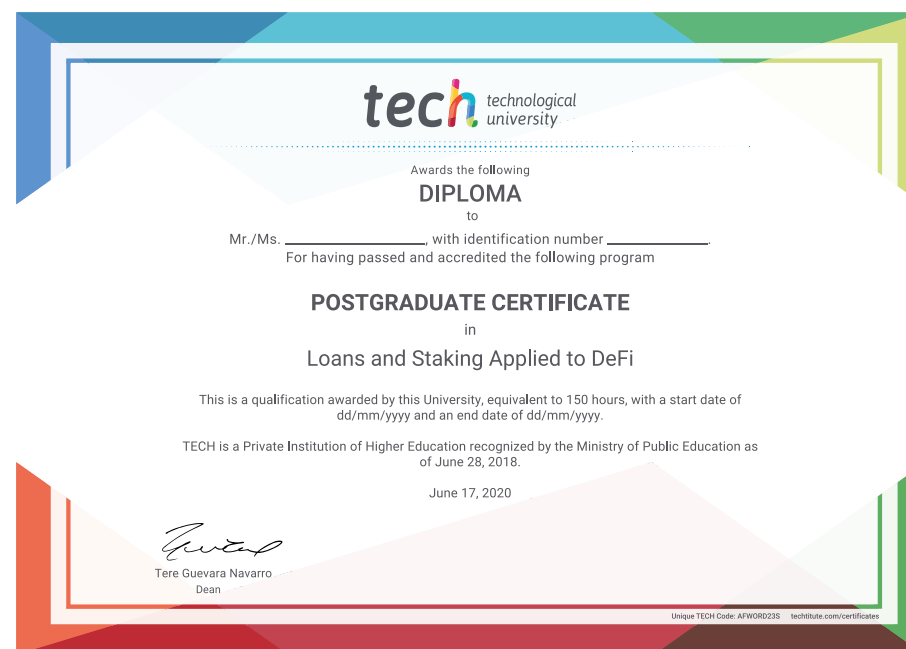 tech technological
university
Awards the following
DIPLOMA
to
Mr./Ms. ____________________, with identification number ______________.
For having passed and accredited the following program
POSTGRADUATE CERTIFICATE
in
Loans and Staking Applied to DeFi
This is a qualification awarded by this University, equivalent to 150 hours, with a start date of
dd/mm/yyyy and an end date of dd/mm/yyyy.
TECH is a Private Institution of Higher Education recognized by the Ministry of Public Education as
of June 28, 2018.
June 17, 2020
Tere Guevara Navarro
Dean
Unique TECH Code: AFWORD23S techtitute.com/certificates